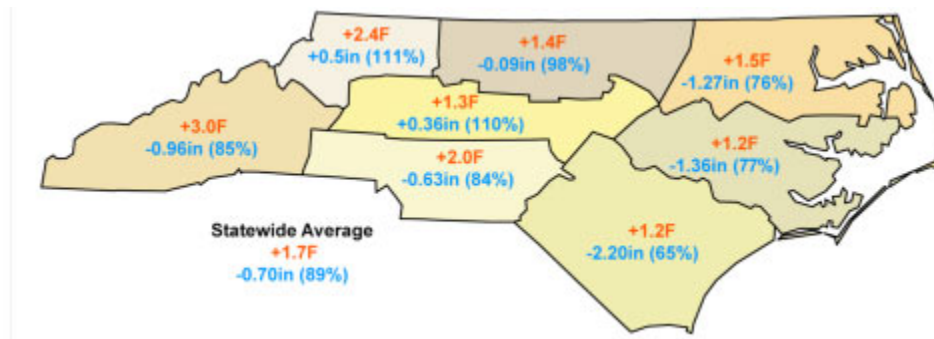 +2.4F
+0.5in (111%)
+1.4F
-0.09in (98%)
+1.5F
-1.27in (76%)
+3.0F
-0.96in (85%)
+1.3F
+0.36in (110%)
+2.0F
-0.63in (84%)
+1.2F
-1.36in (77%)
+1.2F
-2.20in (65%)
Statewide Average
+1.7F
-0.70in (89%)